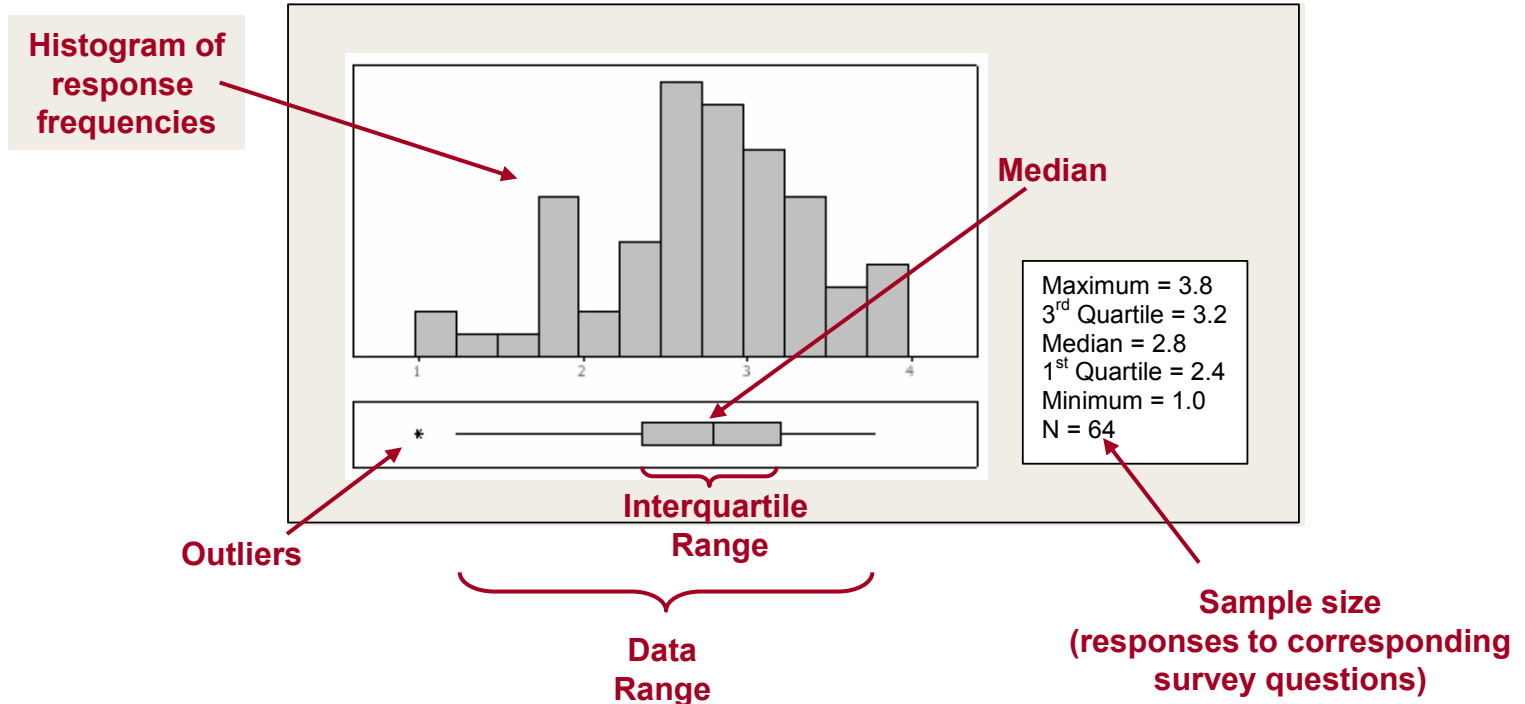 Histogram of
response
frequencies
Median
1
2
3
4
*
Maximum = 3.8
3rd Quartile = 3.2
Median = 2.8
1st Quartile = 2.4
Minimum = 1.0
N = 64
Interquartile
Range
Outliers
Data
Range
Sample size
(responses to corresponding
survey questions)